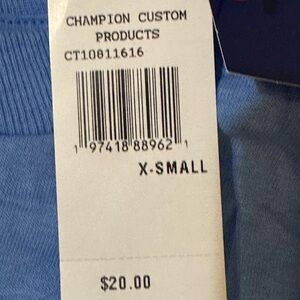 CHAMPION CUSTOM
PRODUCTS
CT10811616
1 97418 88962 1
X-SMALL
$20.00